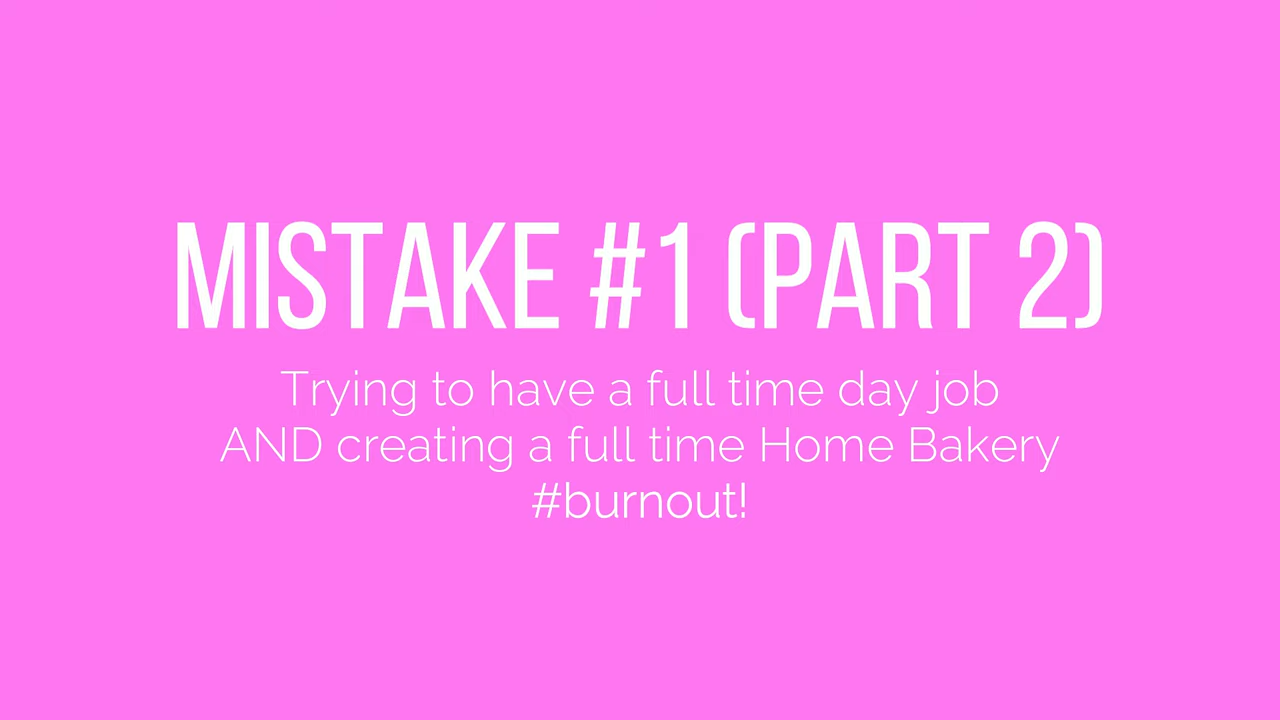 MISTAKE #1 (PART 2)
Trying to have a full time day job
AND creating a full time Home Bakery
#burnout!